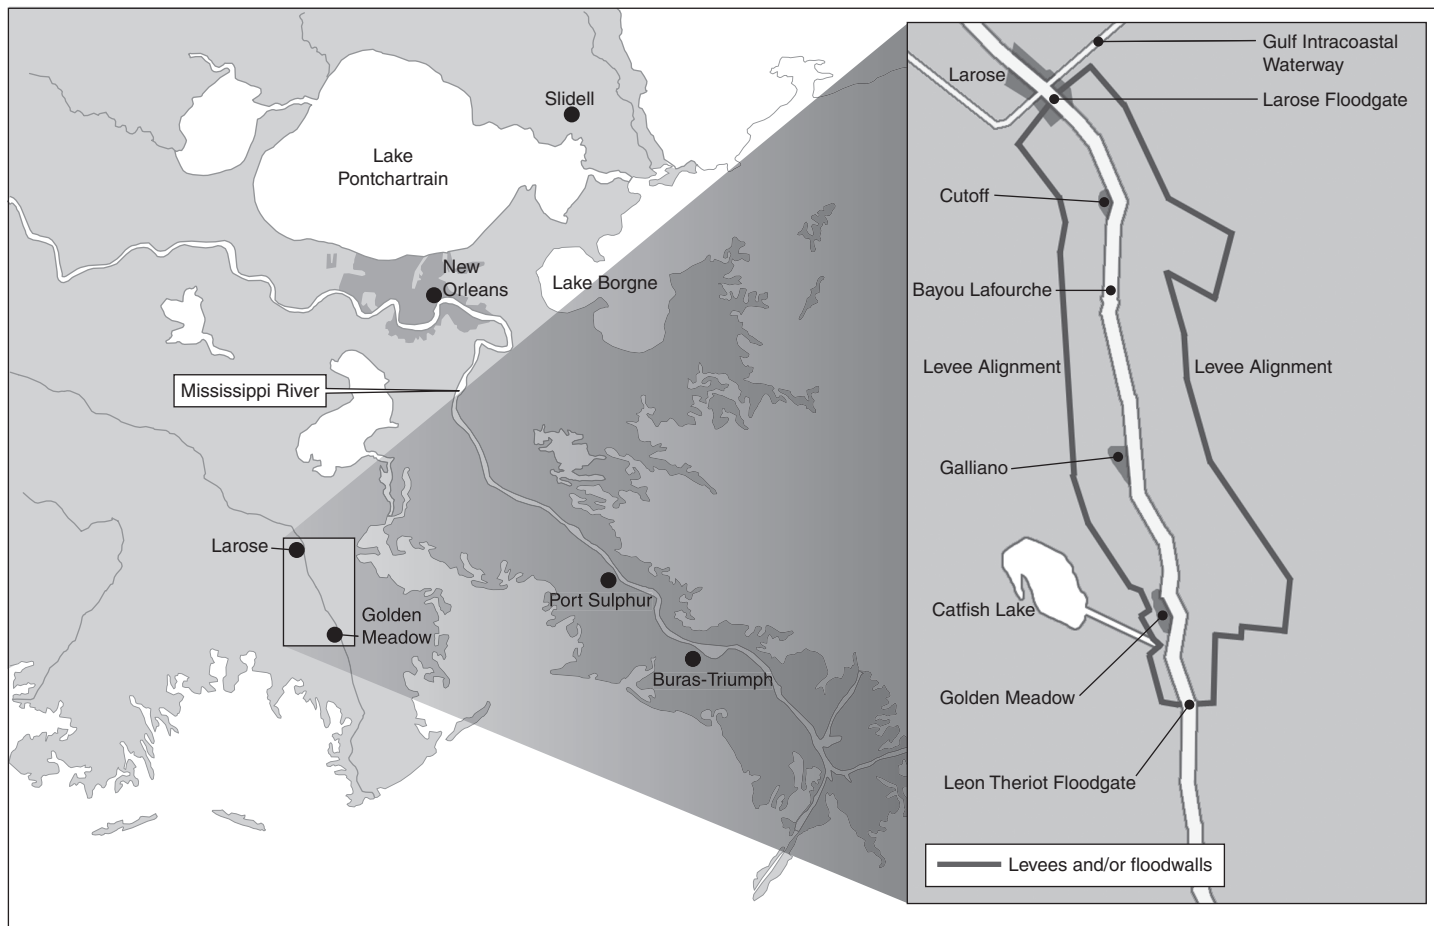 Slidell
Lake
Pontchartrain
New
Orleans
Lake Borgne
Mississippi River
Larose
Golden
Meadow
Port Sulphur
Buras-Triumph
Gulf Intracoastal
Waterway
Larose
Larose Floodgate
Cutoff
Bayou Lafourche
Levee Alignment
Levee Alignment
Galliano
Catfish Lake
Golden Meadow
Leon Theriot Floodgate
Levees and/or floodwalls